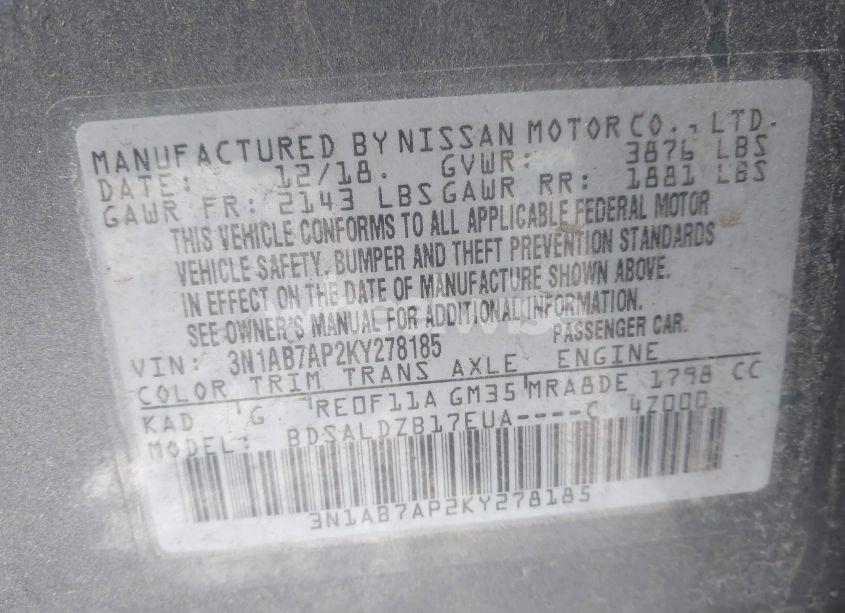 MANUFACTURED BY NISSAN MOTOR CO., LTD.
DATE: 12/18. GVWR: 3876 LBS
GAWR FR: 2143 LBS GAWR RR: 1881 LBS
THIS VEHICLE CONFORMS TO ALL APPLICABLE FEDERAL MOTOR
VEHICLE SAFETY, BUMPER AND THEFT PREVENTION STANDARDS
IN EFFECT ON THE DATE OF MANUFACTURE SHOWN ABOVE.
SEE OWNER'S MANUAL FOR ADDITIONAL INFORMATION.
PASSENGER CAR.
VIN: 3N1AB7AP2KY278185
COLOR TRIM TRANS AXLE ENGINE
KAD G RE0F11A GM35 MRA8DE 1798 CC
MODEL: BDSALDZB17EUA----C 4Z000
3N1AB7AP2KY278185